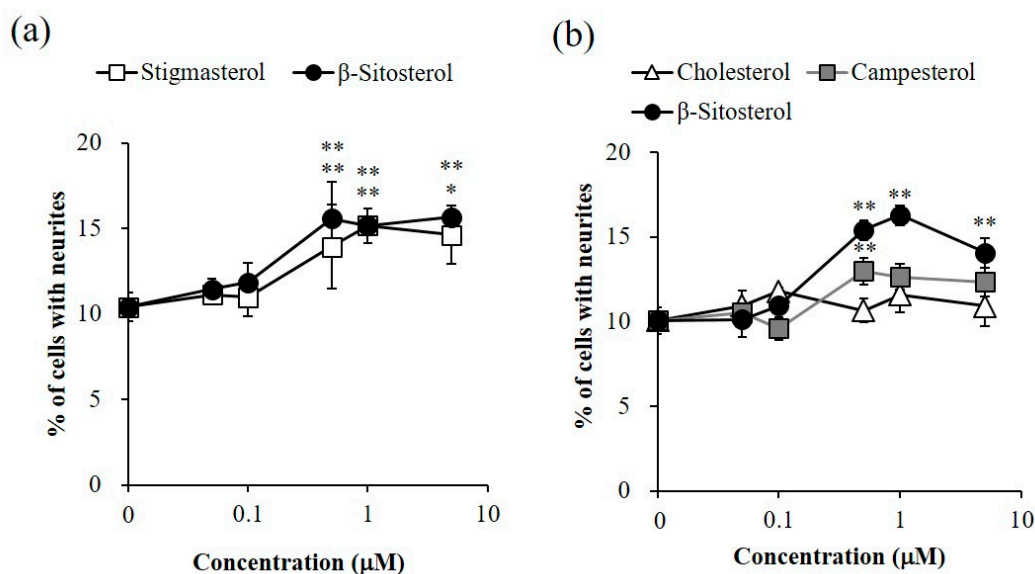 (a)
Stigmasterol β-Sitosterol
% of cells with neurites
20
15
10
5
0
** ** **
** ** *
0 0.1 1 10
Concentration (μM)
(b)
Cholesterol Campesterol
β-Sitosterol
% of cells with neurites
20
15
10
5
0
** ** **
**
0 0.1 1 10
Concentration (μM)